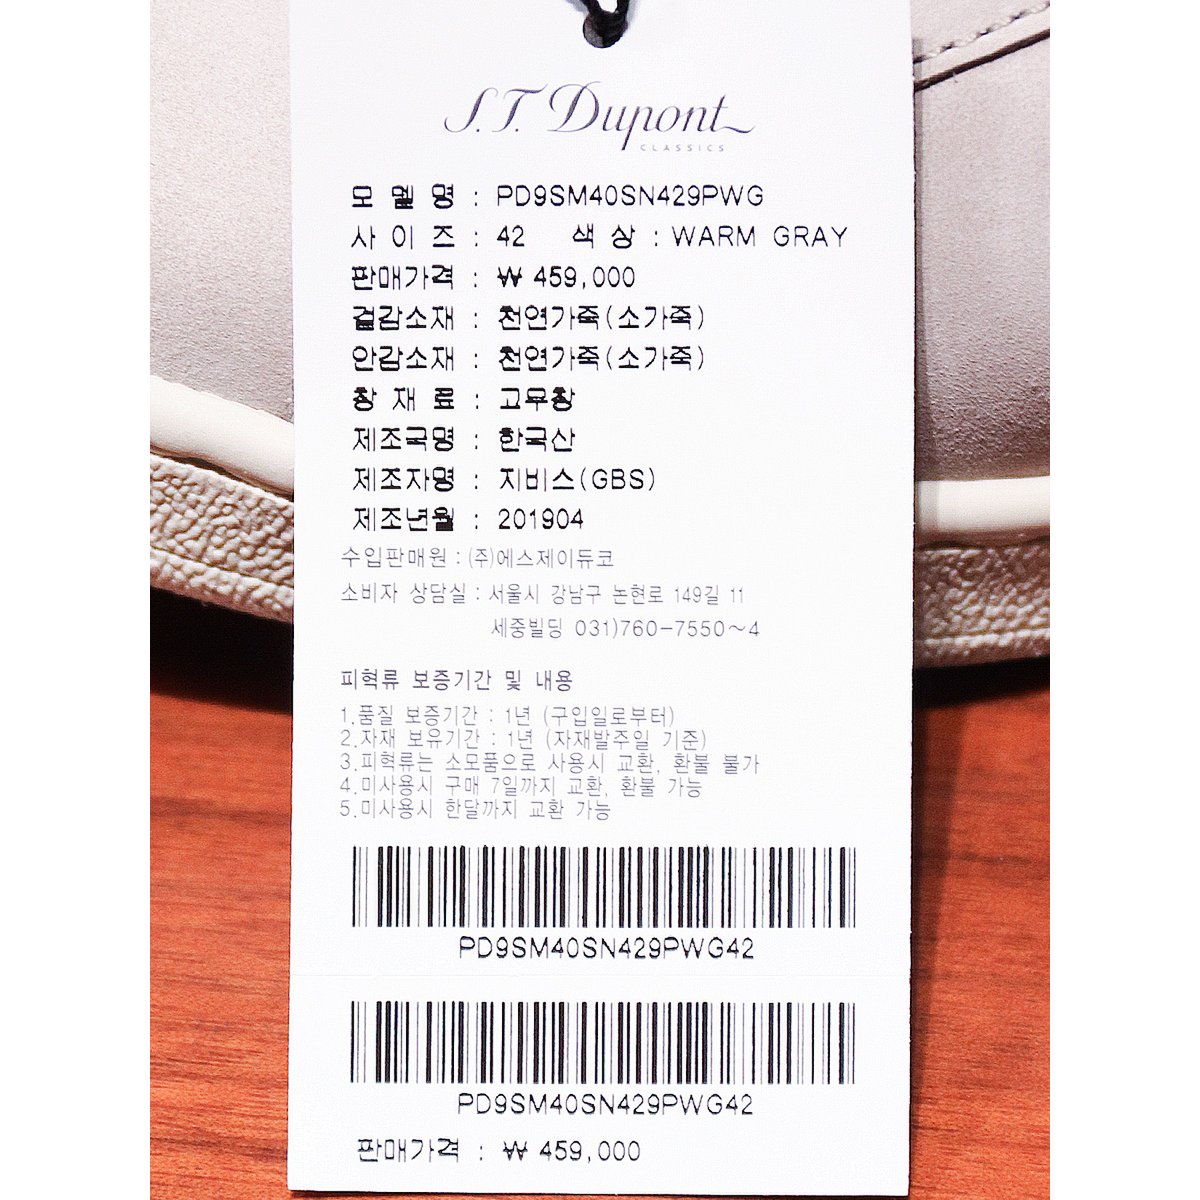 S.T. Dupont
CLASSICS
모 델 명 : PD9SM40SN429PWG
사 이 즈 : 42 색 상 : WARM GRAY
판매가격 : ₩ 459,000
겉감소재 : 천연가죽(소가죽)
안감소재 : 천연가죽(소가죽)
창 재 료 : 고무창
제조국명 : 한국산
제조자명 : 지비스(GBS)
제조년월 : 201904
수입판매원 : (주)에스제이듀코
소비자 상담실 : 서울시 강남구 논현로 149길 11
세중빌딩 031)760-7550~4
피혁류 보증기간 및 내용
1.품질 보증기간 : 1년 (구입일로부터)
2.자재 보유기간 : 1년 (자재발주일 기준)
3.피혁류는 소모품으로 사용시 교환, 환불 불가
4.미사용시 구매 7일까지 교환, 환불 가능
5.미사용시 한달까지 교환 가능
PD9SM40SN429PWG42
PD9SM40SN429PWG42
판매가격 : ₩ 459,000